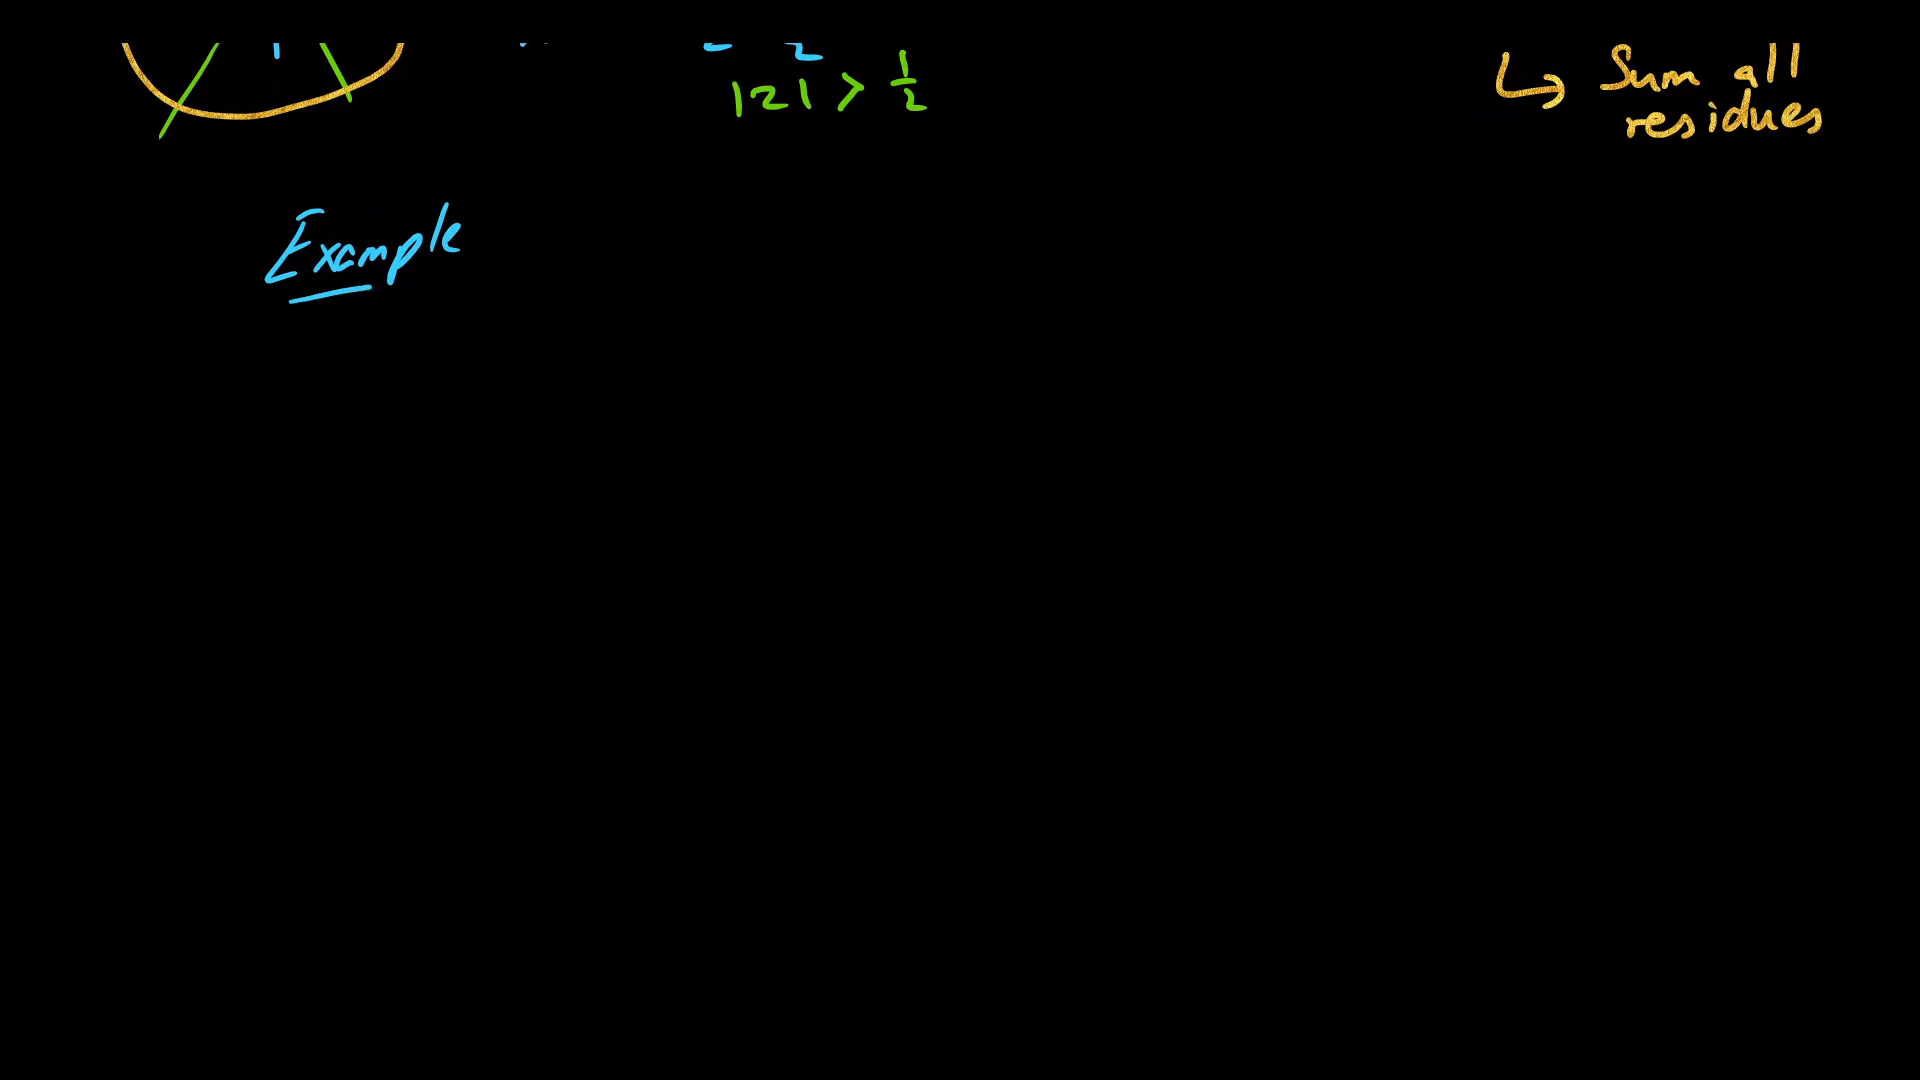 |z| > 1/2
↳ Sum all
residues
Example